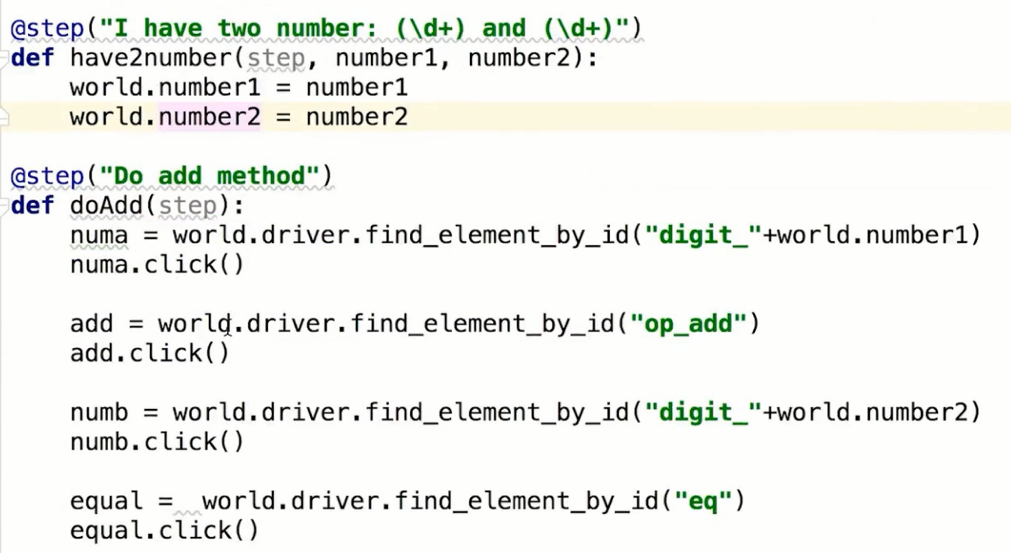 @step("I have two number: (\d+) and (\d+)")
def have2number(step, number1, number2):
    world.number1 = number1
    world.number2 = number2
@step("Do add method")
def doAdd(step):
    numa = world.driver.find_element_by_id("digit_"+world.number1)
    numa.click()
    add = world.driver.find_element_by_id("op_add")
    add.click()
    numb = world.driver.find_element_by_id("digit_"+world.number2)
    numb.click()
    equal =  world.driver.find_element_by_id("eq")
    equal.click()